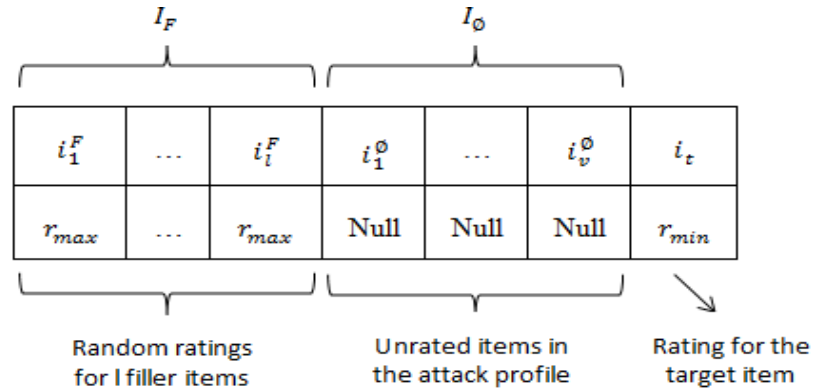 I_F I_∅
i_1^F ... i_l^F i_1^∅ ... i_v^∅ i_t
r_max ... r_max Null Null Null r_min
Random ratings for l filler items
Unrated items in the attack profile
Rating for the target item